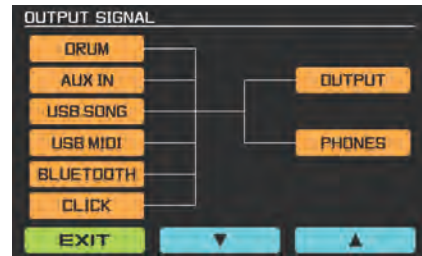 OUTPUT SIGNAL
DRUM
AUX IN
USB SONG
USB MIDI
BLUETOOTH
CLICK
OUTPUT
PHONES
EXIT
▼
▲